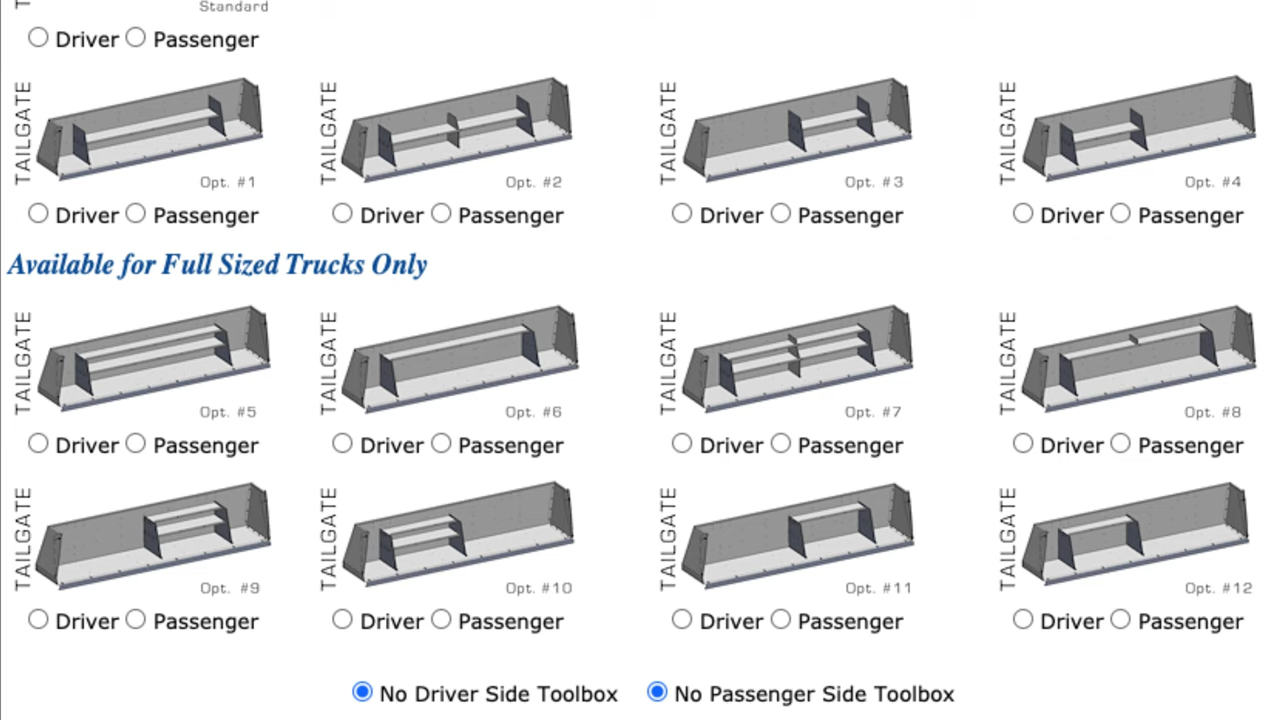 Standard
Driver Passenger
TAILGATE TAILGATE TAILGATE TAILGATE
Opt. #1 Opt. #2 Opt. #3 Opt. #4
Driver Passenger Driver Passenger Driver Passenger Driver Passenger
Available for Full Sized Trucks Only
TAILGATE TAILGATE TAILGATE TAILGATE
Opt. #5 Opt. #6 Opt. #7 Opt. #8
Driver Passenger Driver Passenger Driver Passenger Driver Passenger
TAILGATE TAILGATE TAILGATE TAILGATE
Opt. #9 Opt. #10 Opt. #11 Opt. #12
Driver Passenger Driver Passenger Driver Passenger Driver Passenger
No Driver Side Toolbox No Passenger Side Toolbox